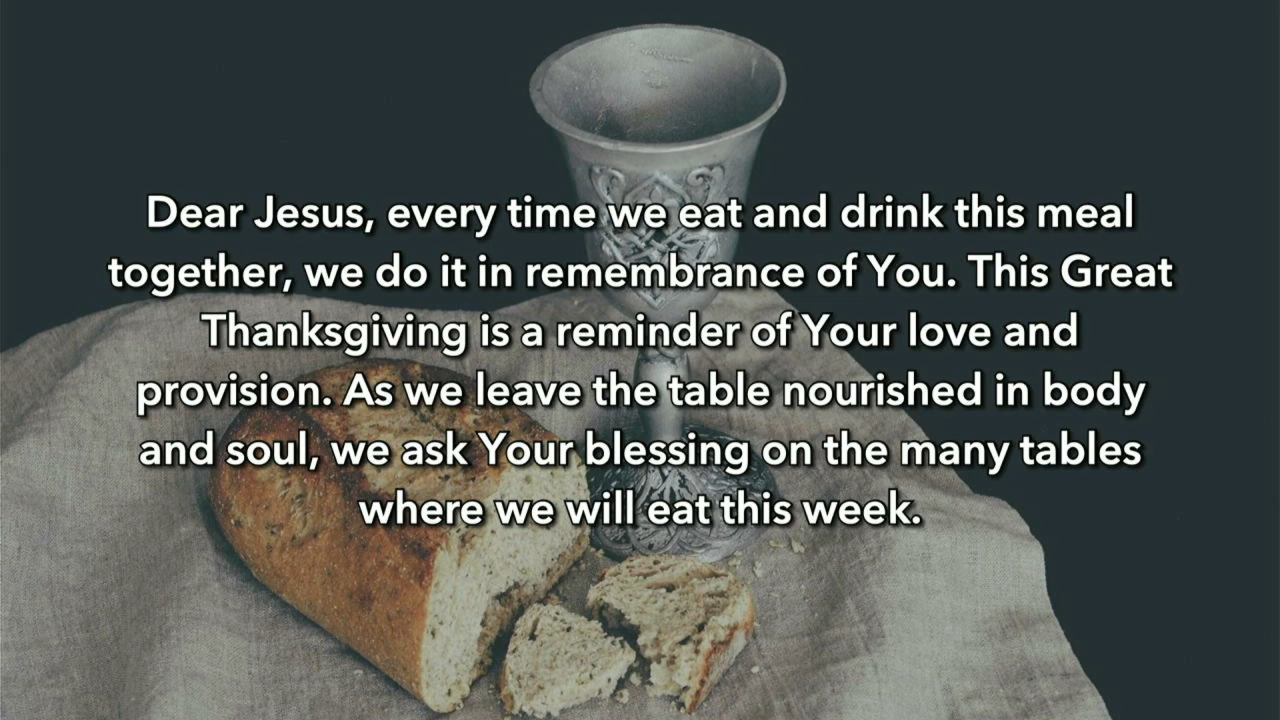 Dear Jesus, every time we eat and drink this meal
together, we do it in remembrance of You. This Great
Thanksgiving is a reminder of Your love and
provision. As we leave the table nourished in body
and soul, we ask Your blessing on the many tables
where we will eat this week.